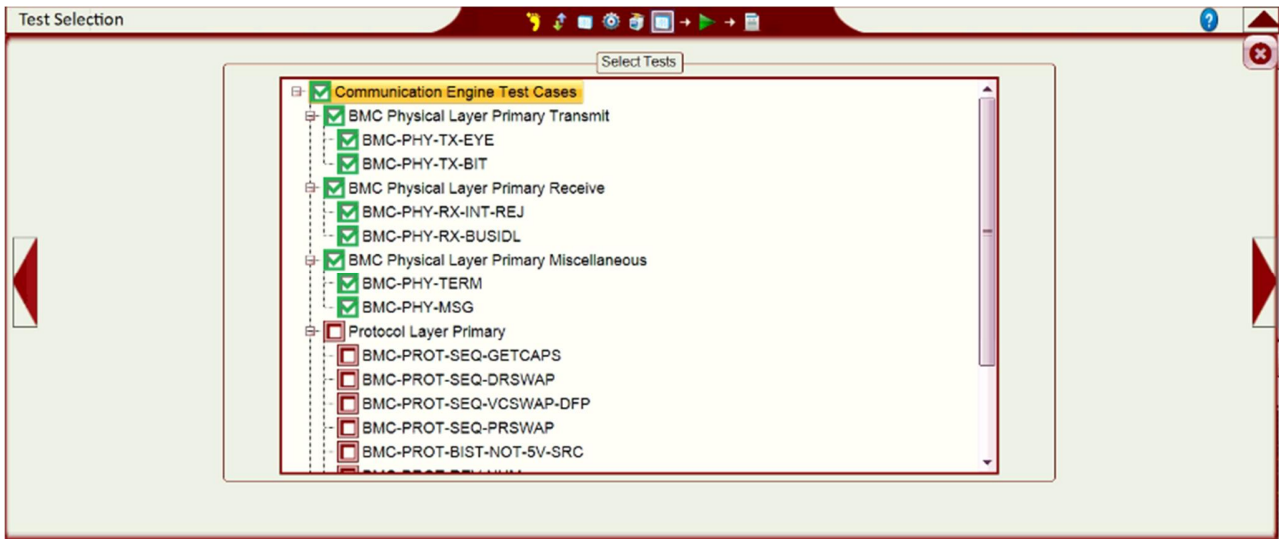 Test Selection
Select Tests
Communication Engine Test Cases
BMC Physical Layer Primary Transmit
BMC-PHY-TX-EYE
BMC-PHY-TX-BIT
BMC Physical Layer Primary Receive
BMC-PHY-RX-INT-REJ
BMC-PHY-RX-BUSIDL
BMC Physical Layer Primary Miscellaneous
BMC-PHY-TERM
BMC-PHY-MSG
Protocol Layer Primary
BMC-PROT-SEQ-GETCAPS
BMC-PROT-SEQ-DRSWAP
BMC-PROT-SEQ-VCSWAP-DFP
BMC-PROT-SEQ-PRSWAP
BMC-PROT-BIST-NOT-5V-SRC